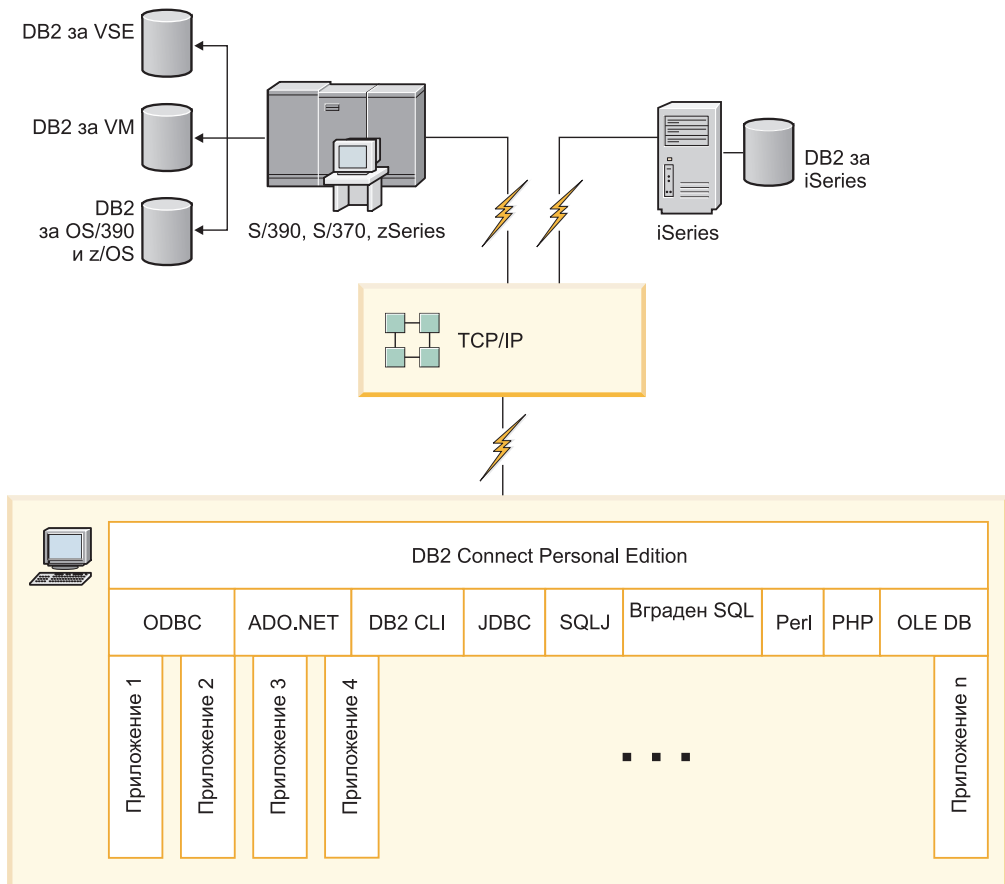 DB2 за VSE
DB2 за VM
DB2
за OS/390
и z/OS
S/390, S/370, zSeries
iSeries
DB2 за
iSeries
TCP/IP
DB2 Connect Personal Edition
ODBC
ADO.NET
DB2 CLI
JDBC
SQLJ
Вграден SQL
Perl
PHP
OLE DB
Приложение 1
Приложение 2
Приложение 3
Приложение 4
. . .
Приложение n